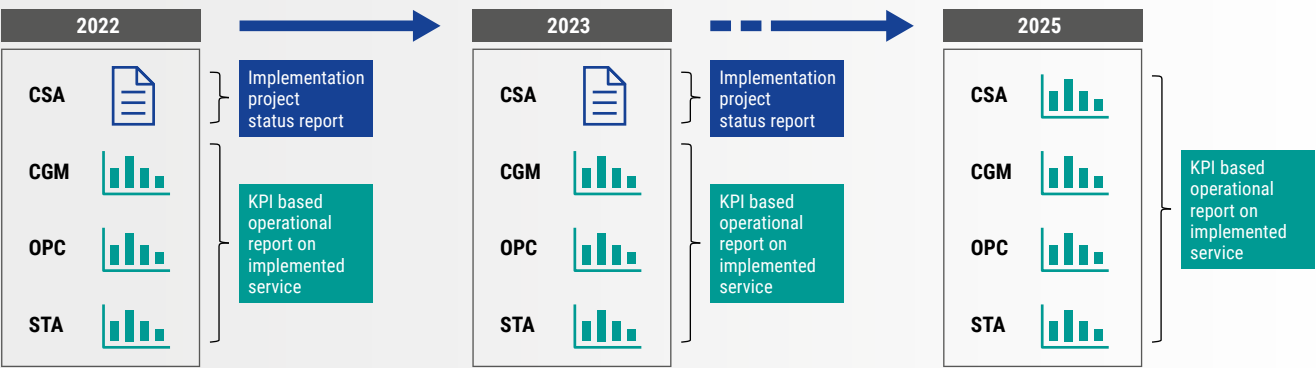 2022
CSA
Implementation
project
status report
CGM
OPC
STA
KPI based
operational
report on
implemented
service
2023
CSA
Implementation
project
status report
CGM
OPC
STA
KPI based
operational
report on
implemented
service
2025
CSA
CGM
OPC
STA
KPI based
operational
report on
implemented
service